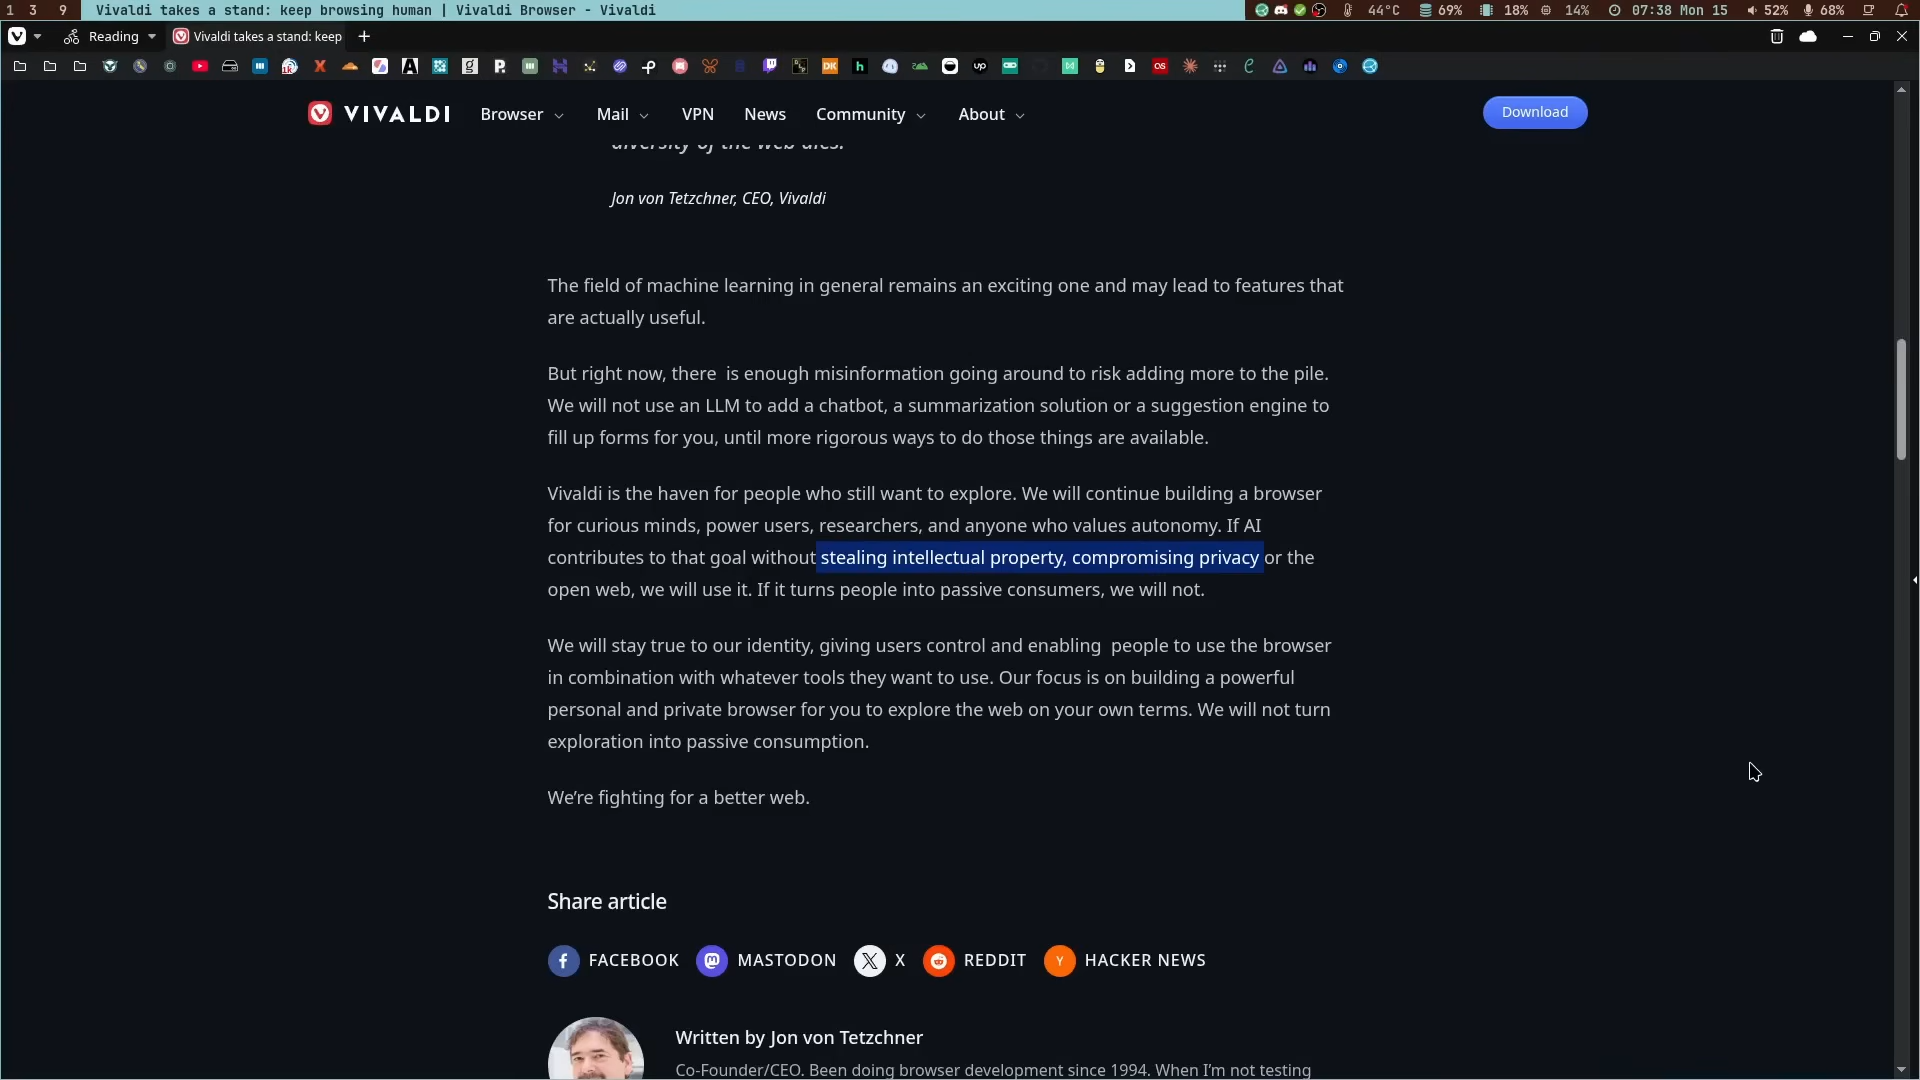 1 3 9 Vivaldi takes a stand: keep browsing human | Vivaldi Browser - Vivaldi 44°C 69% 18% 14% 07:38 Mon 15 52% 68%
Reading Vivaldi takes a stand: keep
VIVALDI Browser Mail VPN News Community About Download
diversity of the web dies.
Jon von Tetzchner, CEO, Vivaldi
The field of machine learning in general remains an exciting one and may lead to features that
are actually useful.
But right now, there  is enough misinformation going around to risk adding more to the pile.
We will not use an LLM to add a chatbot, a summarization solution or a suggestion engine to
fill up forms for you, until more rigorous ways to do those things are available.
Vivaldi is the haven for people who still want to explore. We will continue building a browser
for curious minds, power users, researchers, and anyone who values autonomy. If AI
contributes to that goal without stealing intellectual property, compromising privacy or the
open web, we will use it. If it turns people into passive consumers, we will not.
We will stay true to our identity, giving users control and enabling  people to use the browser
in combination with whatever tools they want to use. Our focus is on building a powerful
personal and private browser for you to explore the web on your own terms. We will not turn
exploration into passive consumption.
We’re fighting for a better web.
Share article
FACEBOOK MASTODON X REDDIT HACKER NEWS
Written by Jon von Tetzchner
Co-Founder/CEO. Been doing browser development since 1994. When I’m not testing